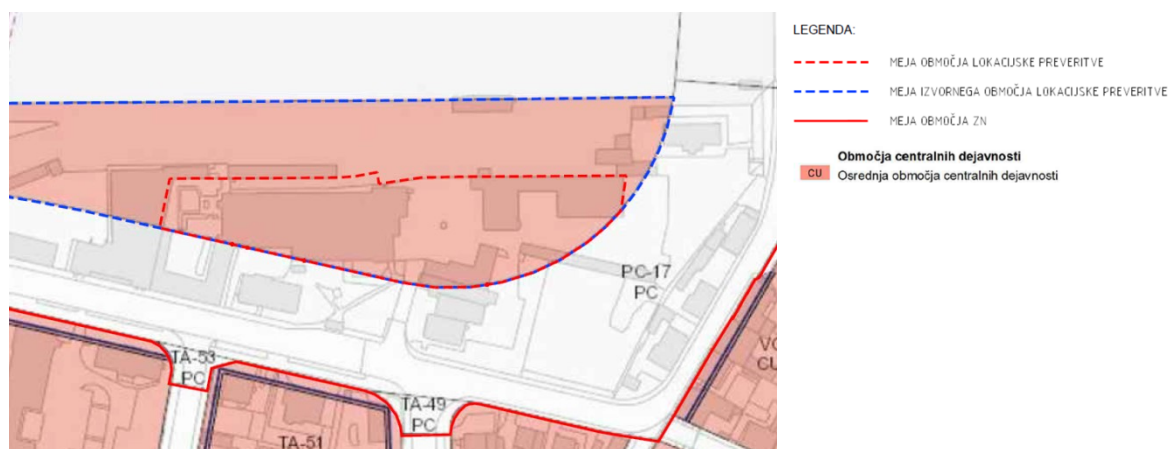 LEGENDA:
MEJA OBMOČJA LOKACIJSKE PREVERITVE
MEJA IZVORNEGA OBMOČJA LOKACIJSKE PREVERITVE
MEJA OBMOČJA ZN
Območja centralnih dejavnosti
CU Osrednja območja centralnih dejavnosti
PC-17
PC
TA-53
PC
TA-49
PC
TA-51
CU